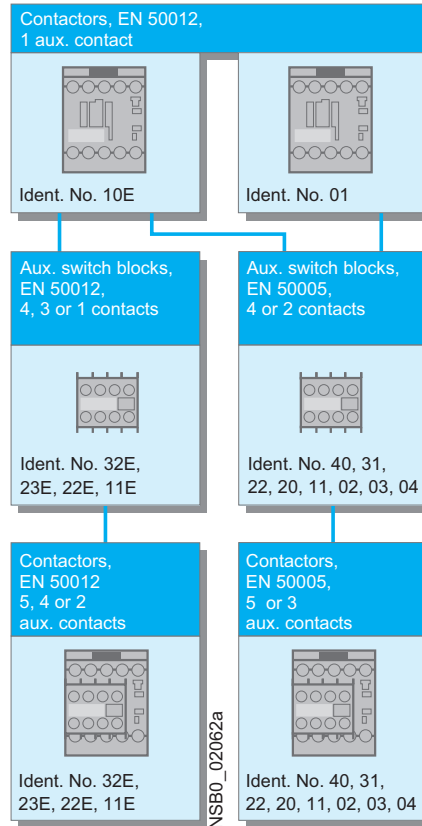 Contactors, EN 50012,
1 aux. contact
Ident. No. 10E
Ident. No. 01
Aux. switch blocks,
EN 50012,
4, 3 or 1 contacts
Aux. switch blocks,
EN 50005,
4 or 2 contacts
Ident. No. 32E,
23E, 22E, 11E
Ident. No. 40, 31,
22, 20, 11, 02, 03, 04
Contactors,
EN 50012
5, 4 or 2
aux. contacts
Contactors,
EN 50005,
5 or 3
aux. contacts
Ident. No. 32E,
23E, 22E, 11E
NSB0_02062a
Ident. No. 40, 31,
22, 20, 11, 02, 03, 04